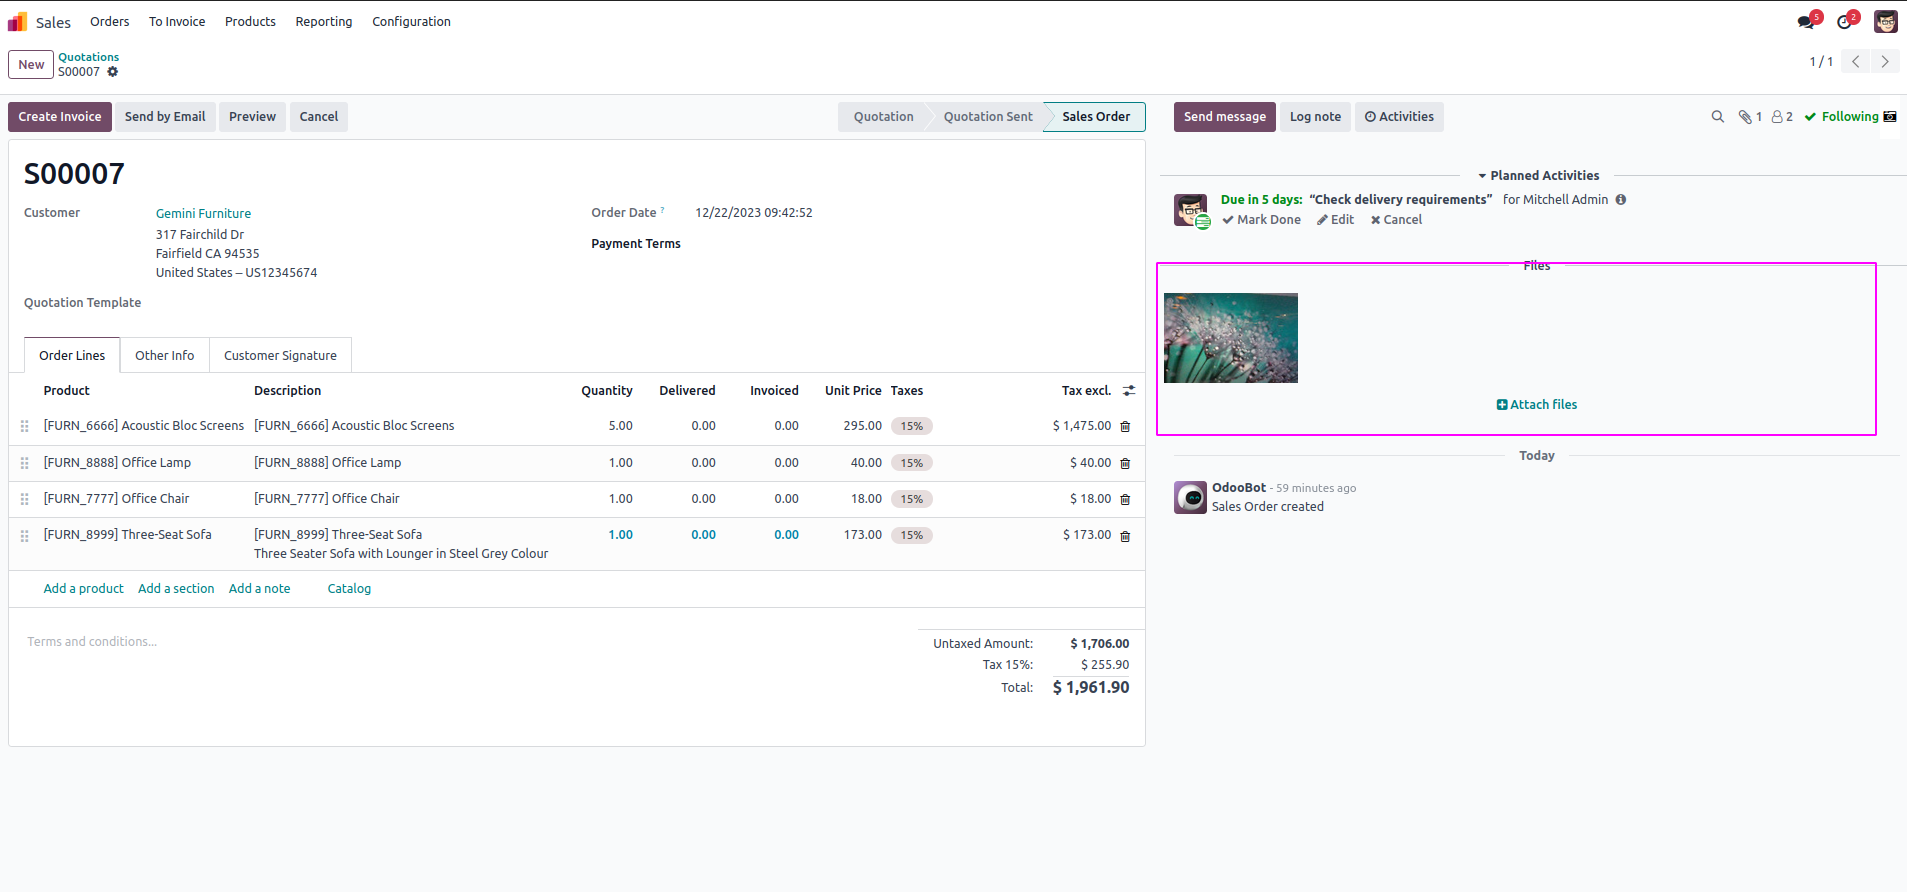 Sales Orders To Invoice Products Reporting Configuration 5 2
New Quotations
S00007
1 / 1
Create Invoice Send by Email Preview Cancel Quotation Quotation Sent Sales Order
Send message Log note Activities 1 2 Following
S00007
Customer Gemini Furniture
317 Fairchild Dr
Fairfield CA 94535
United States – US12345674
Order Date ? 12/22/2023 09:42:52
Payment Terms
Quotation Template
Order Lines Other Info Customer Signature
Product Description Quantity Delivered Invoiced Unit Price Taxes Tax excl.
[FURN_6666] Acoustic Bloc Screens [FURN_6666] Acoustic Bloc Screens 5.00 0.00 0.00 295.00 15% $ 1,475.00
[FURN_8888] Office Lamp [FURN_8888] Office Lamp 1.00 0.00 0.00 40.00 15% $ 40.00
[FURN_7777] Office Chair [FURN_7777] Office Chair 1.00 0.00 0.00 18.00 15% $ 18.00
[FURN_8999] Three-Seat Sofa [FURN_8999] Three-Seat Sofa 1.00 0.00 0.00 173.00 15% $ 173.00
Three Seater Sofa with Lounger in Steel Grey Colour
Add a product Add a section Add a note Catalog
Terms and conditions...
Untaxed Amount: $ 1,706.00
Tax 15%: $ 255.90
Total: $ 1,961.90
Planned Activities
Due in 5 days: “Check delivery requirements” for Mitchell Admin
Mark Done Edit Cancel
Files
Attach files
Today
OdooBot - 59 minutes ago
Sales Order created